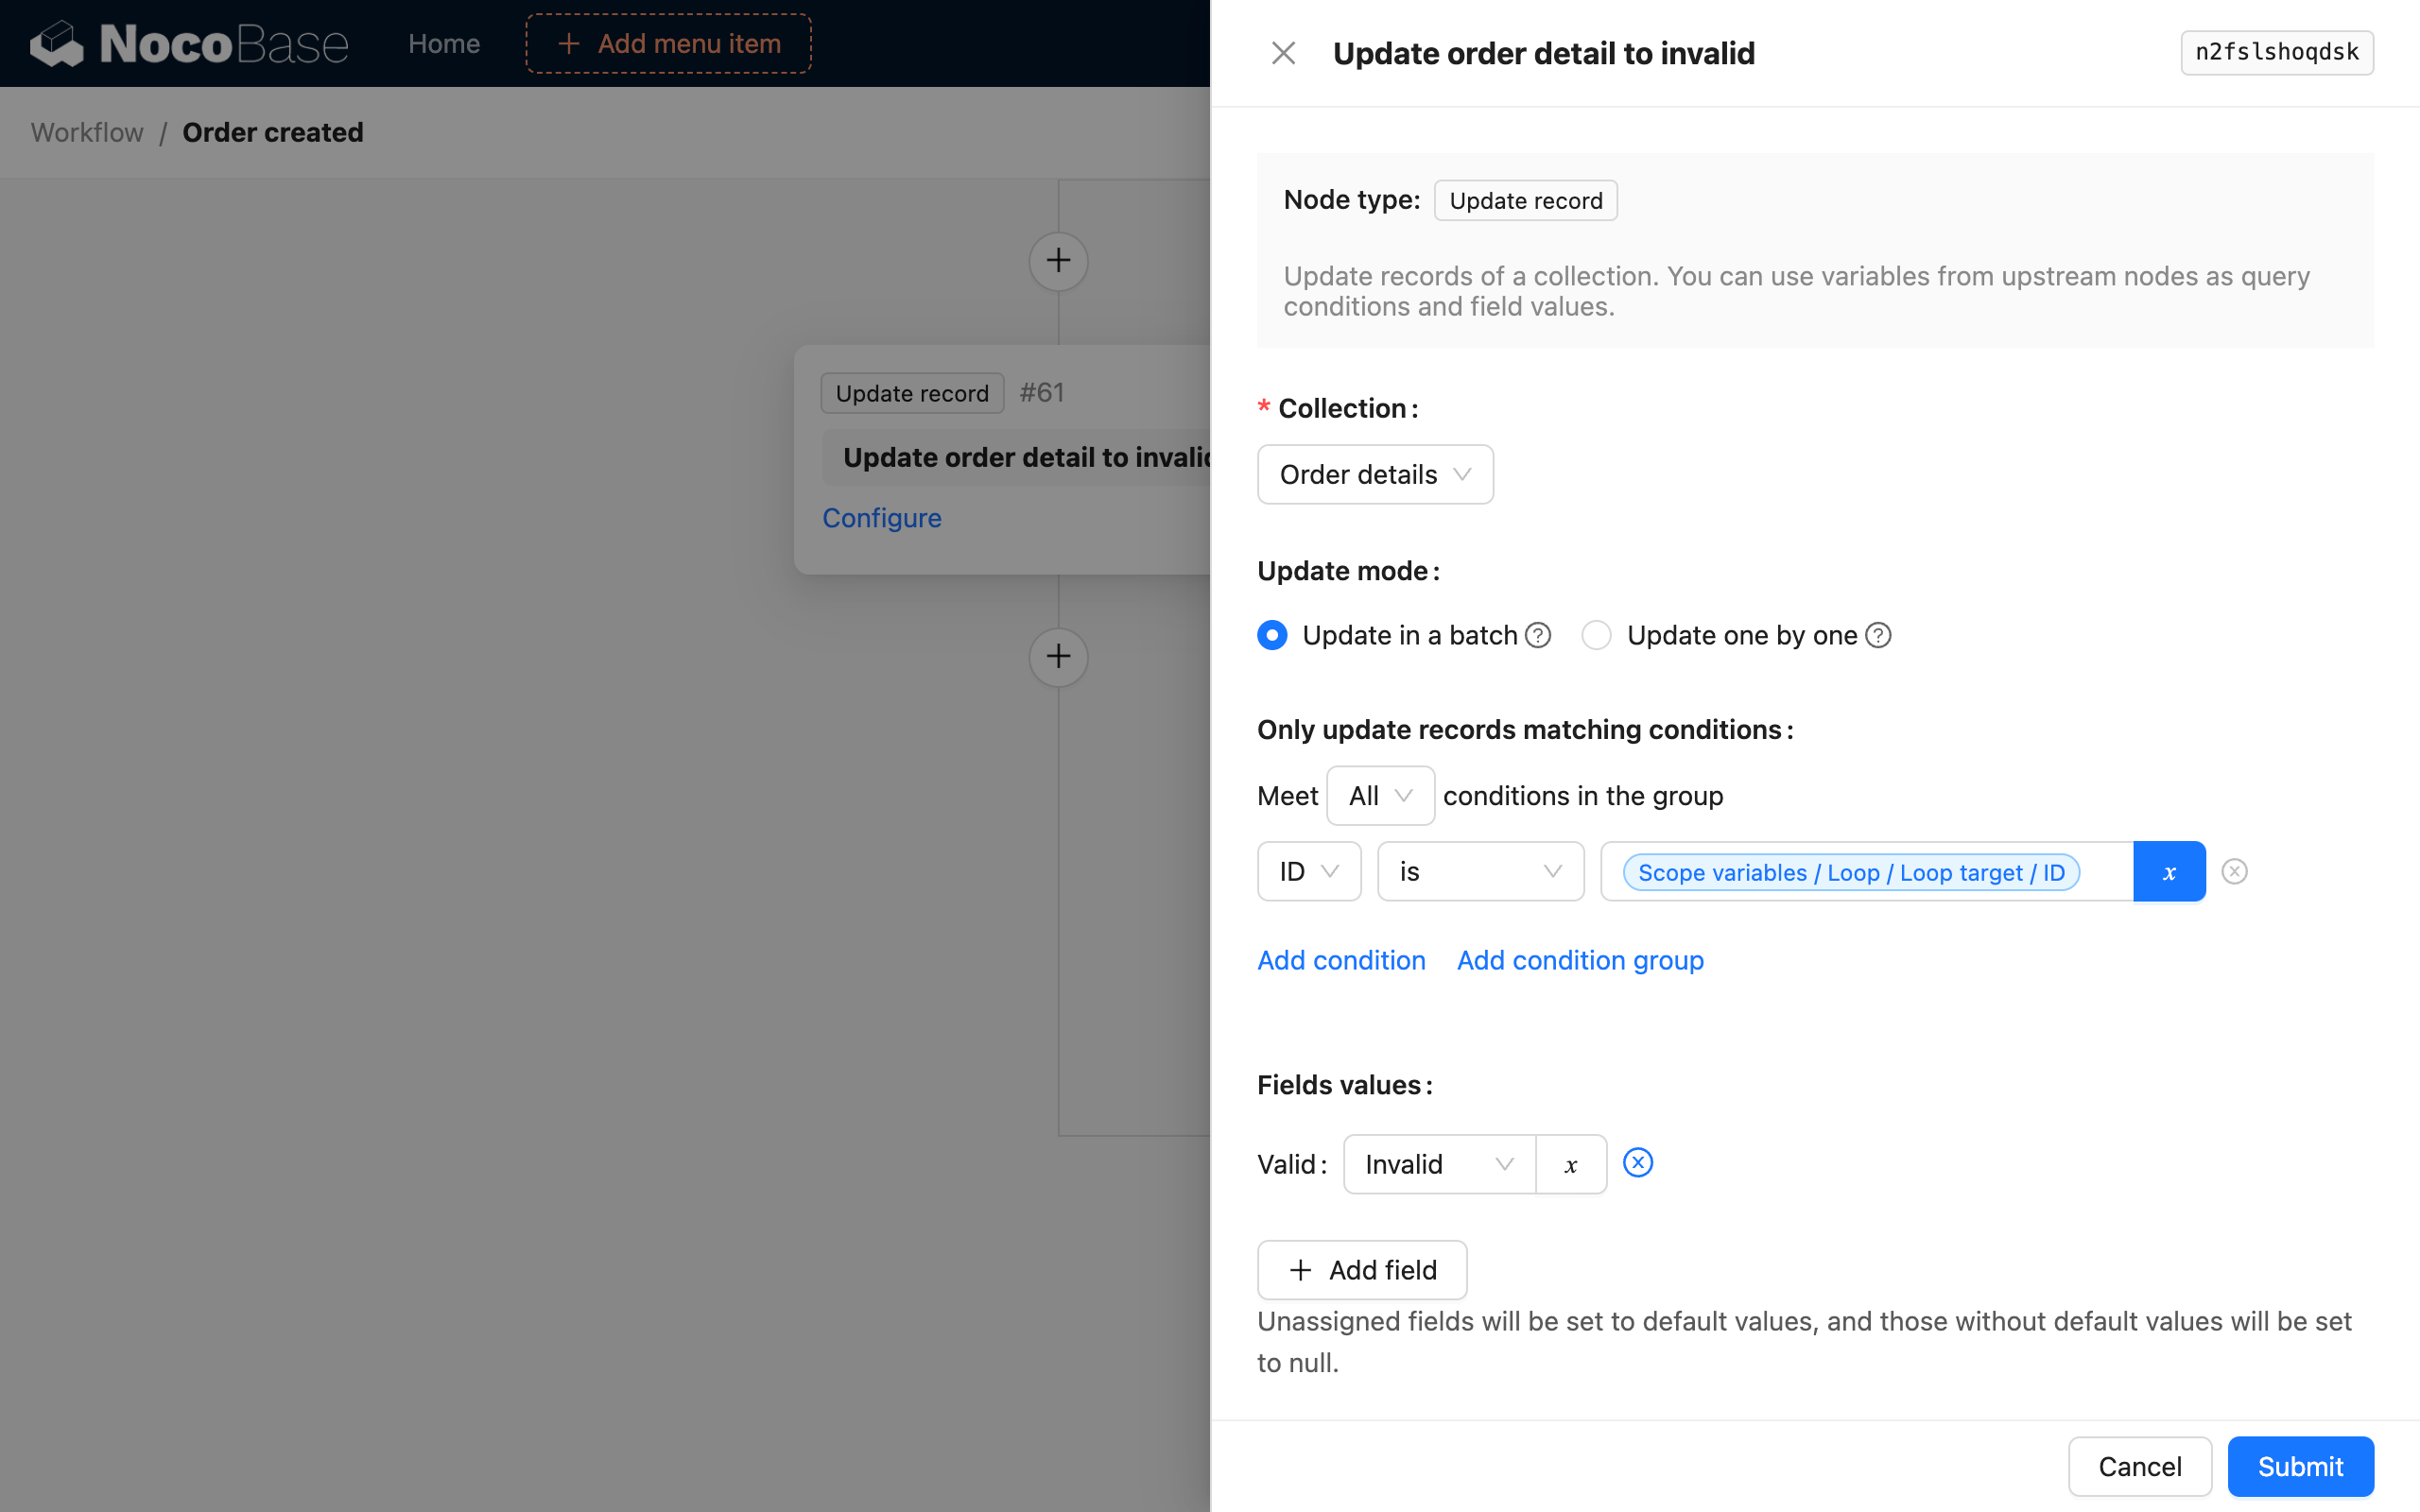 NocoBase
Home
+ Add menu item
Workflow / Order created
Update record #61
Update order detail to invalid
Configure
Update order detail to invalid
n2fslshoqdsk
Node type: Update record
Update records of a collection. You can use variables from upstream nodes as query
conditions and field values.
* Collection:
Order details
Update mode:
Update in a batch ? Update one by one ?
Only update records matching conditions:
Meet All conditions in the group
ID is Scope variables / Loop / Loop target / ID x
Add condition Add condition group
Fields values:
Valid: Invalid x
+ Add field
Unassigned fields will be set to default values, and those without default values will be set
to null.
Cancel Submit